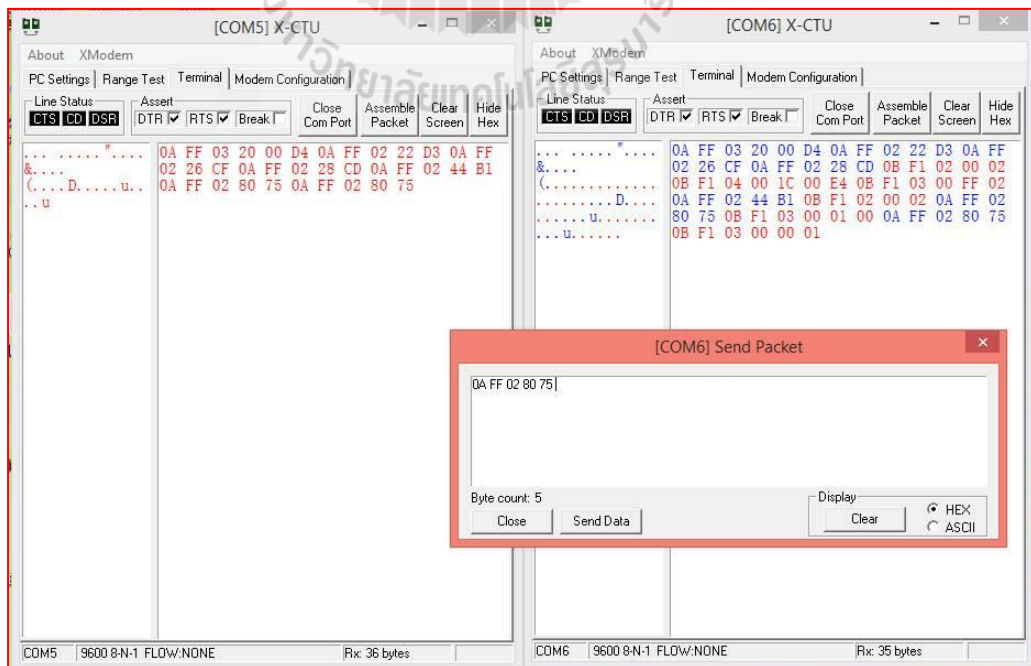 [COM5] X-CTU
About XModem
PC Settings Range Test Terminal Modem Configuration
Line Status
CTS CD DSR
Assert
DTR RTS Break
Close Com Port
Assemble Packet
Clear Screen
Hide Hex
... ....."....
&....
(....D.....u..
..u
0A FF 03 20 00 D4 0A FF 02 22 D3 0A FF
02 26 CF 0A FF 02 28 CD 0A FF 02 44 B1
0A FF 02 80 75 0A FF 02 80 75
COM5 9600 8-N-1 FLOW:NONE Rx: 36 bytes
[COM6] X-CTU
About XModem
PC Settings Range Test Terminal Modem Configuration
Line Status
CTS CD DSR
Assert
DTR RTS Break
Close Com Port
Assemble Packet
Clear Screen
Hide Hex
... ....."....
&....
(.............
.........D....
......u.......
...u......
0A FF 03 20 00 D4 0A FF 02 22 D3 0A FF
02 26 CF 0A FF 02 28 CD 0B F1 02 00 02
0B F1 04 00 1C 00 E4 0B F1 03 00 FF 02
0A FF 02 44 B1 0B F1 02 00 02 0A FF 02
80 75 0B F1 03 00 01 00 0A FF 02 80 75
0B F1 03 00 00 01
[COM6] Send Packet
0A FF 02 80 75
Byte count: 5
Close Send Data
Display
Clear
HEX
ASCII
COM6 9600 8-N-1 FLOW:NONE Rx: 35 bytes